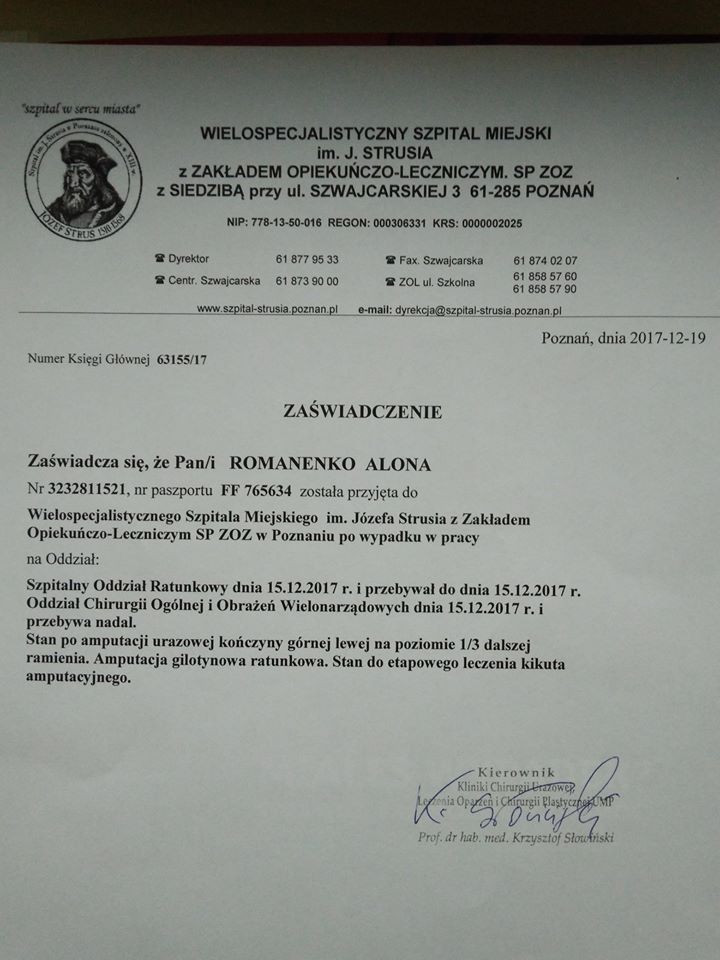 "szpital w sercu miasta"
Szpital im. J. Strusia w Poznaniu założony w XIII w.
JÓZEF STRUŚ 1510-1568
WIELOSPECJALISTYCZNY SZPITAL MIEJSKI
im. J. STRUSIA
z ZAKŁADEM OPIEKUŃCZO-LECZNICZYM. SP ZOZ
z SIEDZIBĄ przy ul. SZWAJCARSKIEJ 3 61-285 POZNAŃ
NIP: 778-13-50-016 REGON: 000306331 KRS: 0000002025
☎ Dyrektor 61 877 95 33 ☎ Fax. Szwajcarska 61 874 02 07
☎ Centr. Szwajcarska 61 873 90 00 ☎ ZOL ul. Szkolna 61 858 57 60
61 858 57 90
www.szpital-strusia.poznan.pl e-mail: dyrekcja@szpital-strusia.poznan.pl
Poznań, dnia 2017-12-19
Numer Księgi Głównej 63155/17
ZAŚWIADCZENIE
Zaświadcza się, że Pan/i ROMANENKO ALONA
Nr 3232811521, nr paszportu FF 765634 została przyjęta do
Wielospecjalistycznego Szpitala Miejskiego im. Józefa Strusia z Zakładem
Opiekuńczo-Leczniczym SP ZOZ w Poznaniu po wypadku w pracy
na Oddział:
Szpitalny Oddział Ratunkowy dnia 15.12.2017 r. i przebywał do dnia 15.12.2017 r.
Oddział Chirurgii Ogólnej i Obrażeń Wielonarządowych dnia 15.12.2017 r. i
przebywa nadal.
Stan po amputacji urazowej kończyny górnej lewej na poziomie 1/3 dalszej
ramienia. Amputacja gilotynowa ratunkowa. Stan do etapowego leczenia kikuta
amputacyjnego.
Kierownik
Kliniki Chirurgii Urazowej,
Leczenia Oparzeń i Chirurgii Plastycznej UMP
Prof. dr hab. med. Krzysztof Słowiński